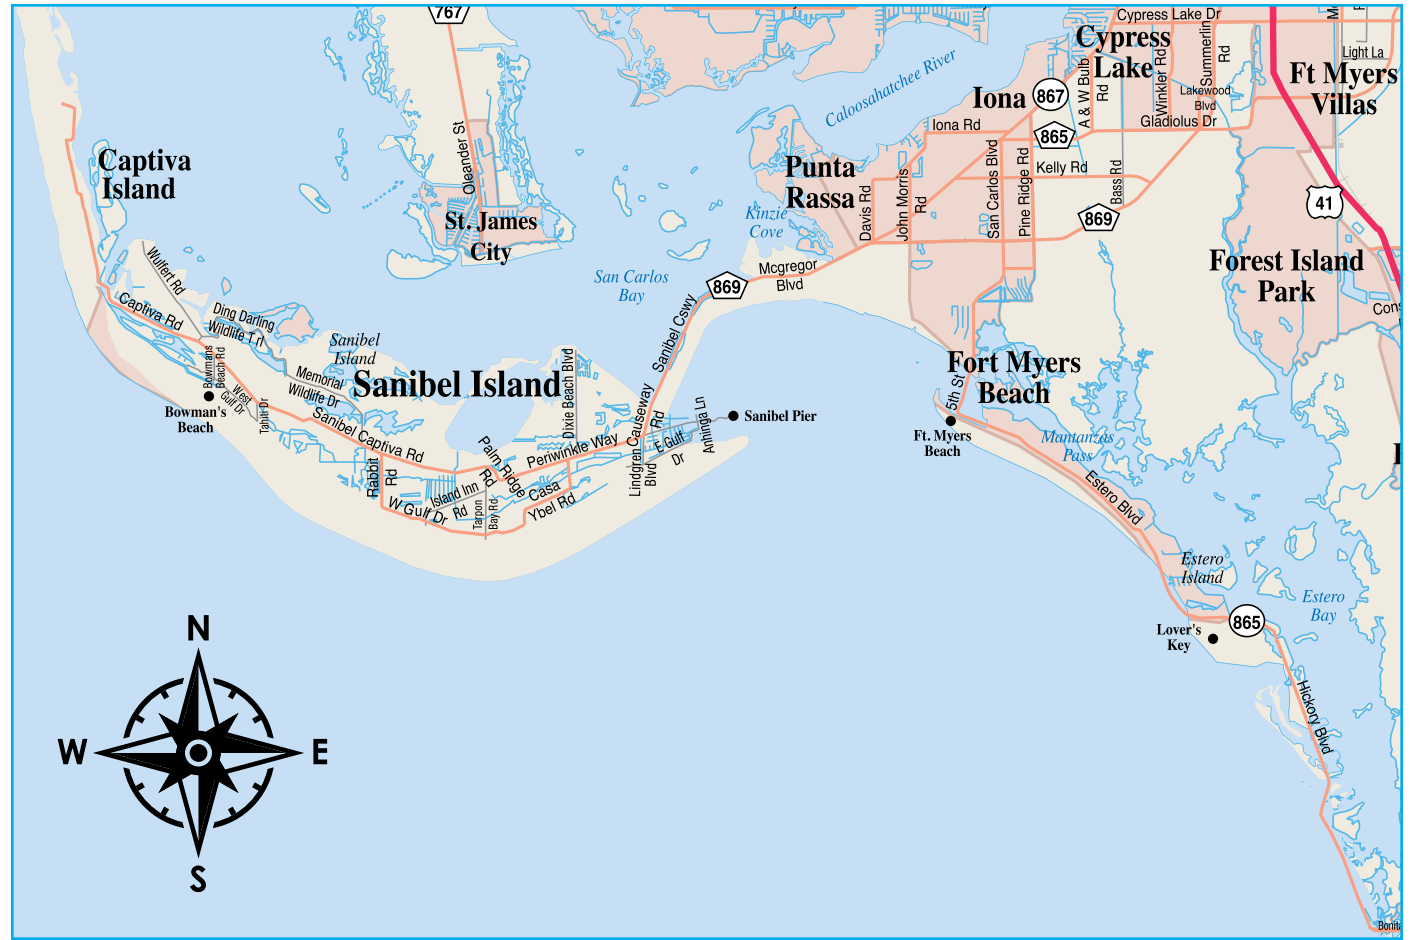 767
Cypress Lake Dr
Cypress
Lake
Summerlin
Rd
Winkler Rd
A & W Bulb
Rd
Lakewood
Blvd
Gladiolus Dr
Light La
Ft Myers
Villas
Caloosahatchee River
Iona
867
Iona Rd
865
Kelly Rd
Bass Rd
Captiva
Island
Oleander St
St. James
City
Punta
Rassa
Kinzie
Cove
Davis Rd
John Morris
Rd
San Carlos Blvd
Pine Ridge Rd
869
41
Forest Island
Park
Wulfert Rd
Captiva Rd
Ding Darling
Wildlife Trl
San Carlos
Bay
869
Mcgregor
Blvd
Sanibel Cswy
Cons
Sanibel
Island
Sanibel Island
Memorial
Wildlife Dr
Bowmans
Beach Rd
Bowman's
Beach
West
Gulf Dr
Tahiti Dr
Dixie Beach Blvd
Causeway
Rd
Lindgren
Blvd
Anhinga Ln
Sanibel Pier
E Gulf
Dr
Sanibel Captiva Rd
Periwinkle Way
Palm Ridge
Rd
Rabbit
Rd
W Gulf Dr
Island Inn
Rd
Tarpon
Bay Rd
Casa
Ybel Rd
Fort Myers
Beach
5th St
Ft. Myers
Beach
Mantanzas
Pass
Estero Blvd
Estero
Island
Estero
Bay
865
Lover's
Key
Hickory Blvd
Bonita
N
W
E
S